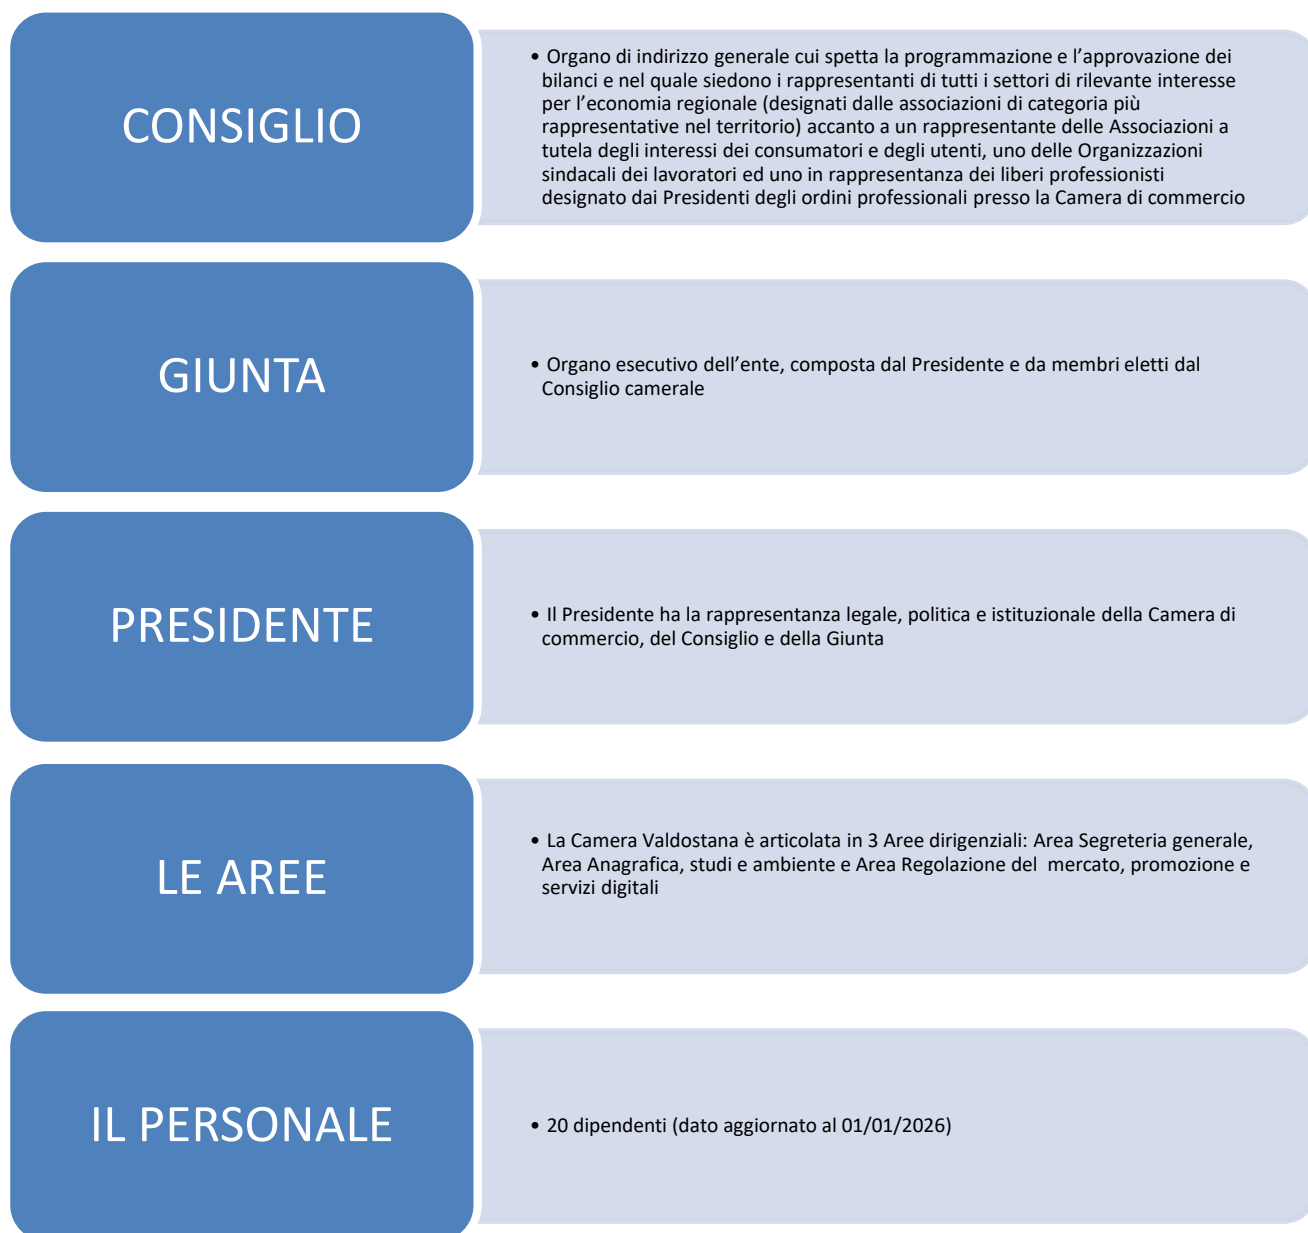 CONSIGLIO
• Organo di indirizzo generale cui spetta la programmazione e l’approvazione dei
bilanci e nel quale siedono i rappresentanti di tutti i settori di rilevante interesse
per l’economia regionale (designati dalle associazioni di categoria più
rappresentative nel territorio) accanto a un rappresentante delle Associazioni a
tutela degli interessi dei consumatori e degli utenti, uno delle Organizzazioni
sindacali dei lavoratori ed uno in rappresentanza dei liberi professionisti
designato dai Presidenti degli ordini professionali presso la Camera di commercio
GIUNTA
• Organo esecutivo dell’ente, composta dal Presidente e da membri eletti dal
Consiglio camerale
PRESIDENTE
• Il Presidente ha la rappresentanza legale, politica e istituzionale della Camera di
commercio, del Consiglio e della Giunta
LE AREE
• La Camera Valdostana è articolata in 3 Aree dirigenziali: Area Segreteria generale,
Area Anagrafica, studi e ambiente e Area Regolazione del  mercato, promozione e
servizi digitali
IL PERSONALE
• 20 dipendenti (dato aggiornato al 01/01/2026)